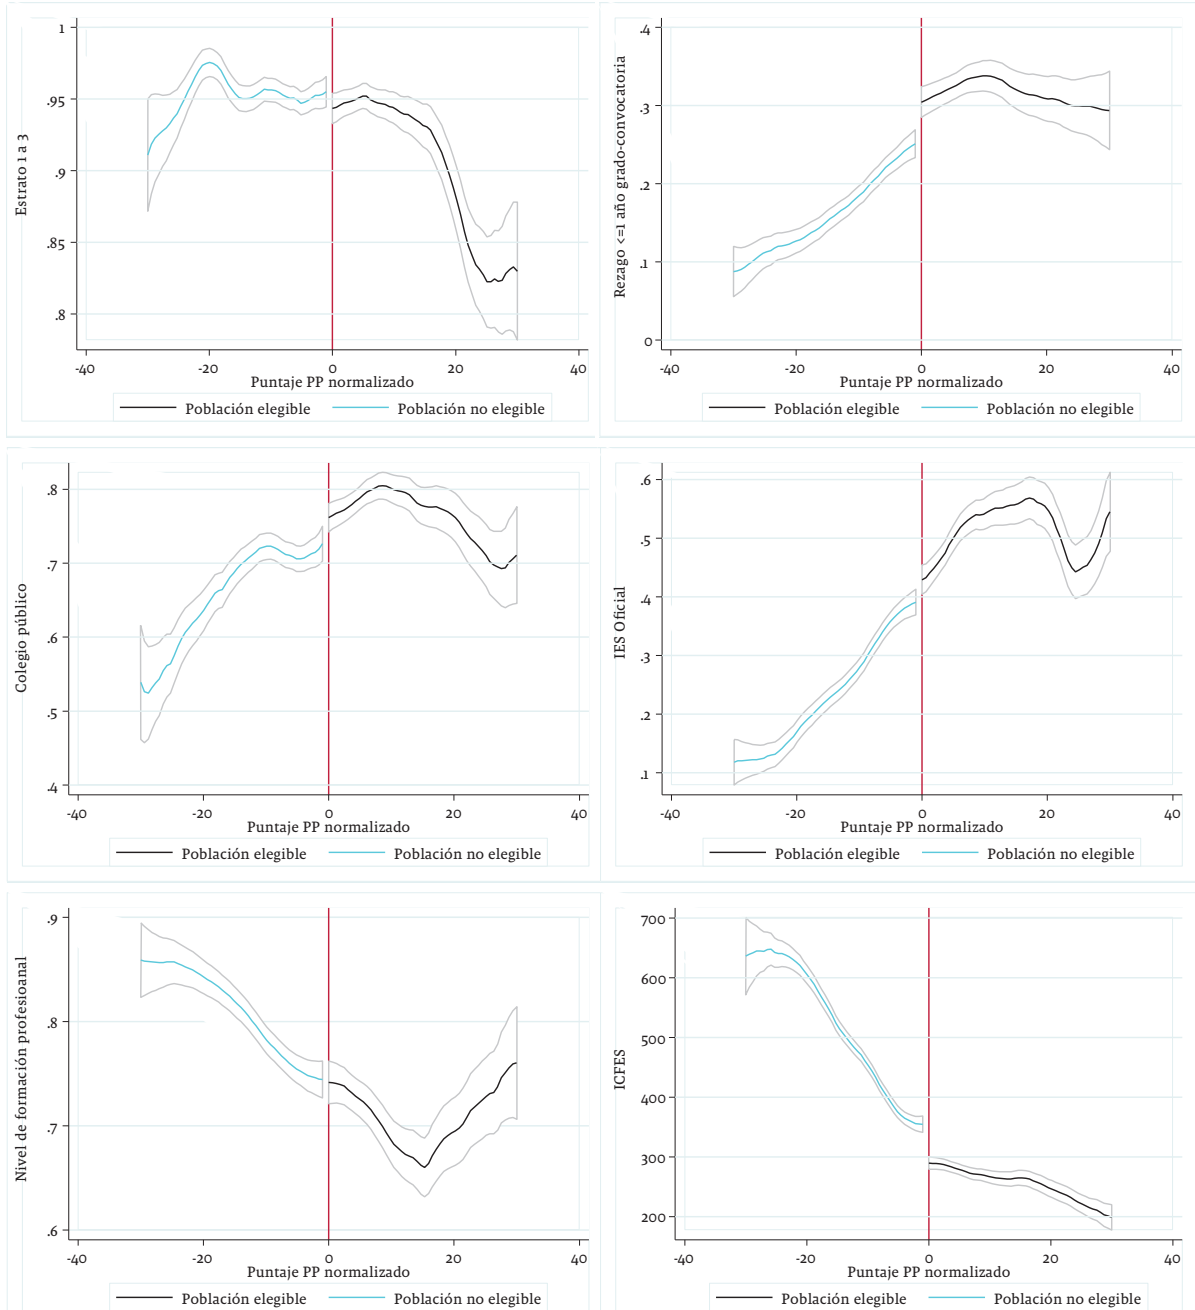 Estrato 1 a 3
1
.95
.9
.85
.8
-40
-20
0
20
40
Puntaje PP normalizado
Población elegible
Población no elegible
Rezago <=1 año grado-convocatoria
.4
.3
.2
.1
0
-40
-20
0
20
40
Puntaje PP normalizado
Población elegible
Población no elegible
Colegio público
.8
.7
.6
.5
.4
-40
-20
0
20
40
Puntaje PP normalizado
Población elegible
Población no elegible
IES Oficial
.6
.5
.4
.3
.2
.1
-40
-20
0
20
40
Puntaje PP normalizado
Población elegible
Población no elegible
Nivel de formación profesioanal
.9
.8
.7
.6
-40
-20
0
20
40
Puntaje PP normalizado
Población elegible
Población no elegible
ICFES
700
600
500
400
300
200
-40
-20
0
20
40
Puntaje PP normalizado
Población elegible
Población no elegible